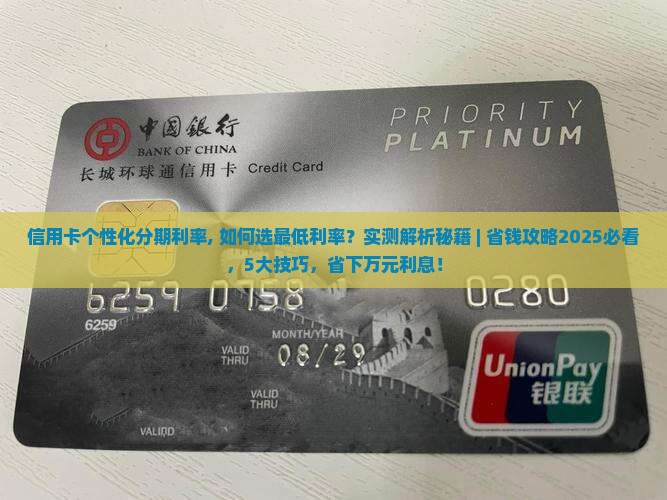 PRIORITY
PLATINUM
中国银行
BANK OF CHINA
长城环球通信用卡 Credit Card
信用卡个性化分期利率, 如何选最低利率？实测解析秘籍 | 省钱攻略2025必看
，5大技巧，省下万元利息！
6259 0280
6259
MONTH/YEAR
VALID
THRU
08/29
VALID
THRU
UnionPay
银联